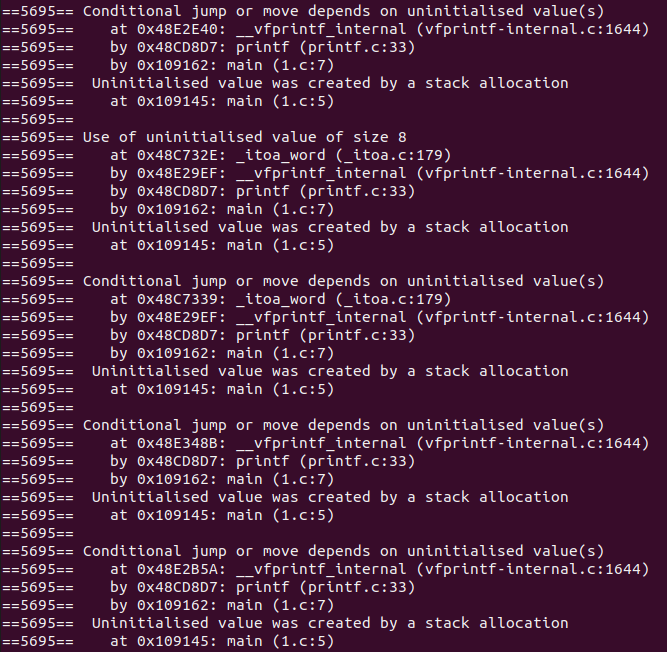 ==5695== Conditional jump or move depends on uninitialised value(s)
==5695==    at 0x48E2E40: __vfprintf_internal (vfprintf-internal.c:1644)
==5695==    by 0x48CD8D7: printf (printf.c:33)
==5695==    by 0x109162: main (1.c:7)
==5695==  Uninitialised value was created by a stack allocation
==5695==    at 0x109145: main (1.c:5)
==5695==
==5695== Use of uninitialised value of size 8
==5695==    at 0x48C732E: _itoa_word (_itoa.c:179)
==5695==    by 0x48E29EF: __vfprintf_internal (vfprintf-internal.c:1644)
==5695==    by 0x48CD8D7: printf (printf.c:33)
==5695==    by 0x109162: main (1.c:7)
==5695==  Uninitialised value was created by a stack allocation
==5695==    at 0x109145: main (1.c:5)
==5695==
==5695== Conditional jump or move depends on uninitialised value(s)
==5695==    at 0x48C7339: _itoa_word (_itoa.c:179)
==5695==    by 0x48E29EF: __vfprintf_internal (vfprintf-internal.c:1644)
==5695==    by 0x48CD8D7: printf (printf.c:33)
==5695==    by 0x109162: main (1.c:7)
==5695==  Uninitialised value was created by a stack allocation
==5695==    at 0x109145: main (1.c:5)
==5695==
==5695== Conditional jump or move depends on uninitialised value(s)
==5695==    at 0x48E348B: __vfprintf_internal (vfprintf-internal.c:1644)
==5695==    by 0x48CD8D7: printf (printf.c:33)
==5695==    by 0x109162: main (1.c:7)
==5695==  Uninitialised value was created by a stack allocation
==5695==    at 0x109145: main (1.c:5)
==5695==
==5695== Conditional jump or move depends on uninitialised value(s)
==5695==    at 0x48E2B5A: __vfprintf_internal (vfprintf-internal.c:1644)
==5695==    by 0x48CD8D7: printf (printf.c:33)
==5695==    by 0x109162: main (1.c:7)
==5695==  Uninitialised value was created by a stack allocation
==5695==    at 0x109145: main (1.c:5)